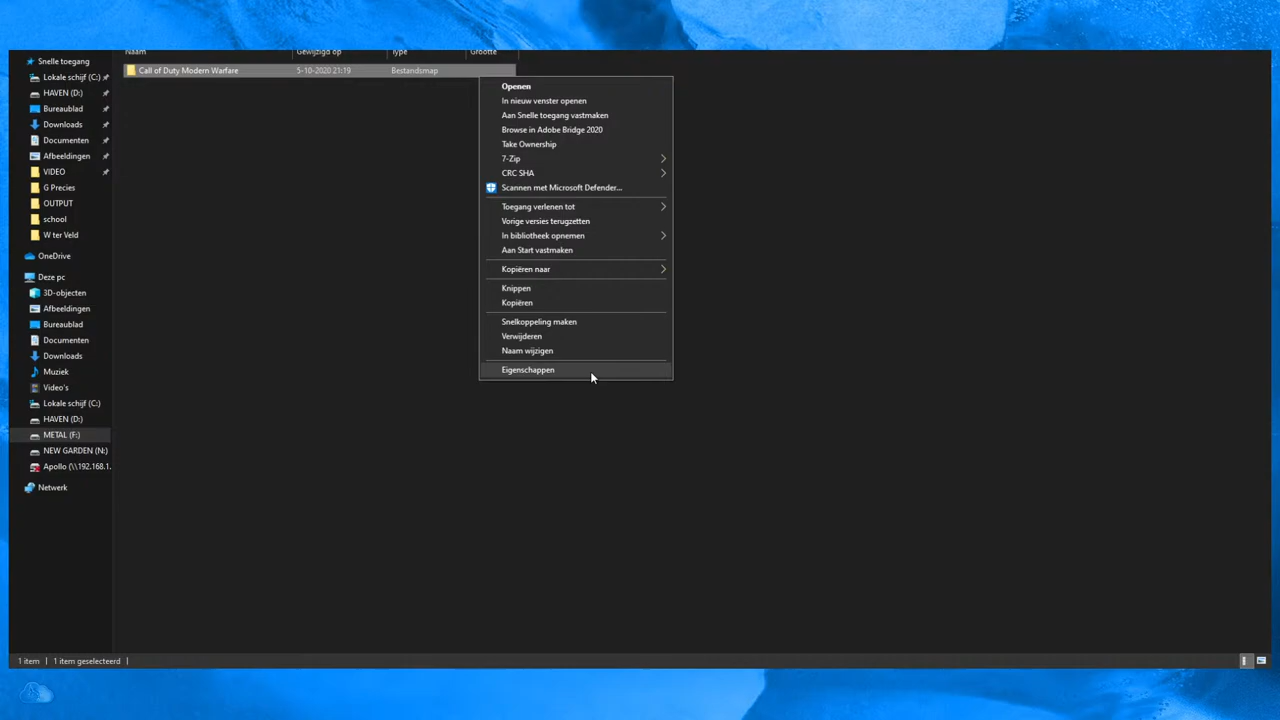 Naam Gewijzigd op Type Grootte
Call of Duty Modern Warfare 5-10-2020 21:19 Bestandsmap
Snelle toegang
Lokale schijf (C:)
HAVEN (D:)
Bureaublad
Downloads
Documenten
Afbeeldingen
VIDEO
G Precies
OUTPUT
school
W ter Veld
OneDrive
Deze pc
3D-objecten
Afbeeldingen
Bureaublad
Documenten
Downloads
Muziek
Video's
Lokale schijf (C:)
HAVEN (D:)
METAL (F:)
NEW GARDEN (N:)
Apollo (\\192.168.1.
Netwerk
Openen
In nieuw venster openen
Aan Snelle toegang vastmaken
Browse in Adobe Bridge 2020
Take Ownership
7-Zip
CRC SHA
Scannen met Microsoft Defender...
Toegang verlenen tot
Vorige versies terugzetten
In bibliotheek opnemen
Aan Start vastmaken
Kopiëren naar
Knippen
Kopiëren
Snelkoppeling maken
Verwijderen
Naam wijzigen
Eigenschappen
1 item 1 item geselecteerd